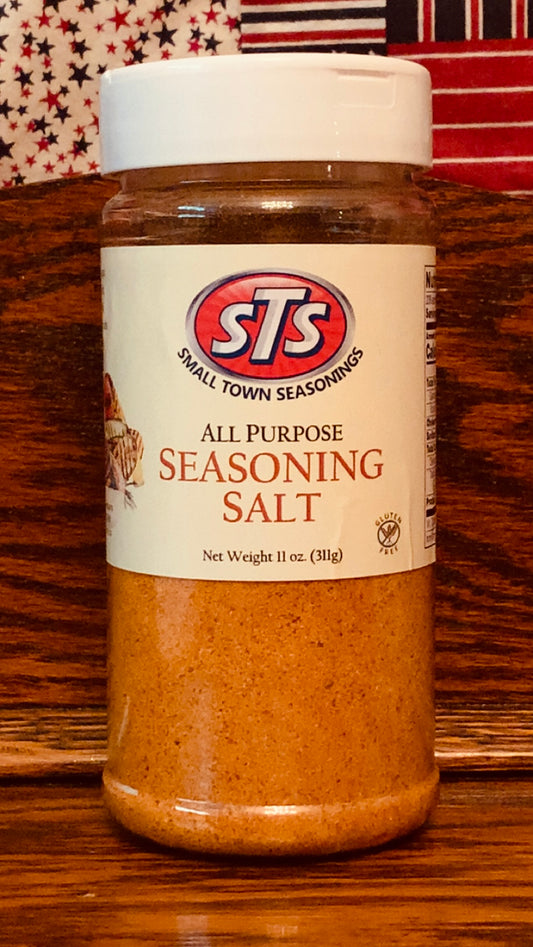 STS
SMALL TOWN SEASONINGS
ALL PURPOSE
SEASONING
SALT
GLUTEN
FREE
Net Weight 11 oz. (311g)